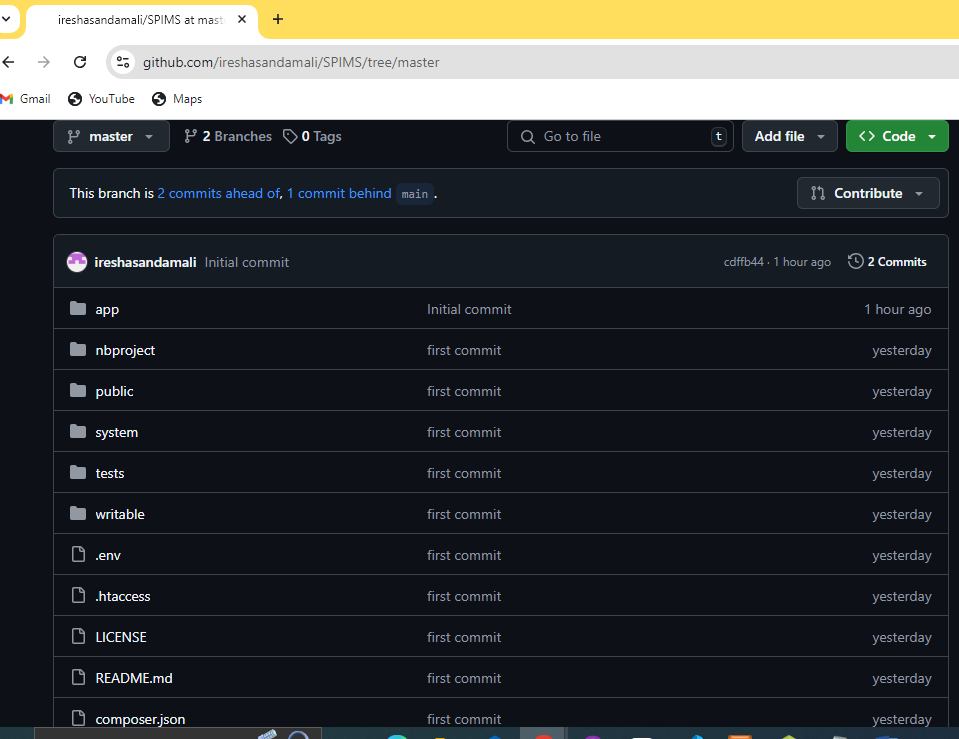 ireshasandamali/SPIMS at mast
github.com/ireshasandamali/SPIMS/tree/master
Gmail YouTube Maps
master 2 Branches 0 Tags Go to file t Add file Code
This branch is 2 commits ahead of, 1 commit behind main .
Contribute
ireshasandamali Initial commit cdffb44 · 1 hour ago 2 Commits
app Initial commit 1 hour ago
nbproject first commit yesterday
public first commit yesterday
system first commit yesterday
tests first commit yesterday
writable first commit yesterday
.env first commit yesterday
.htaccess first commit yesterday
LICENSE first commit yesterday
README.md first commit yesterday
composer.json first commit yesterday